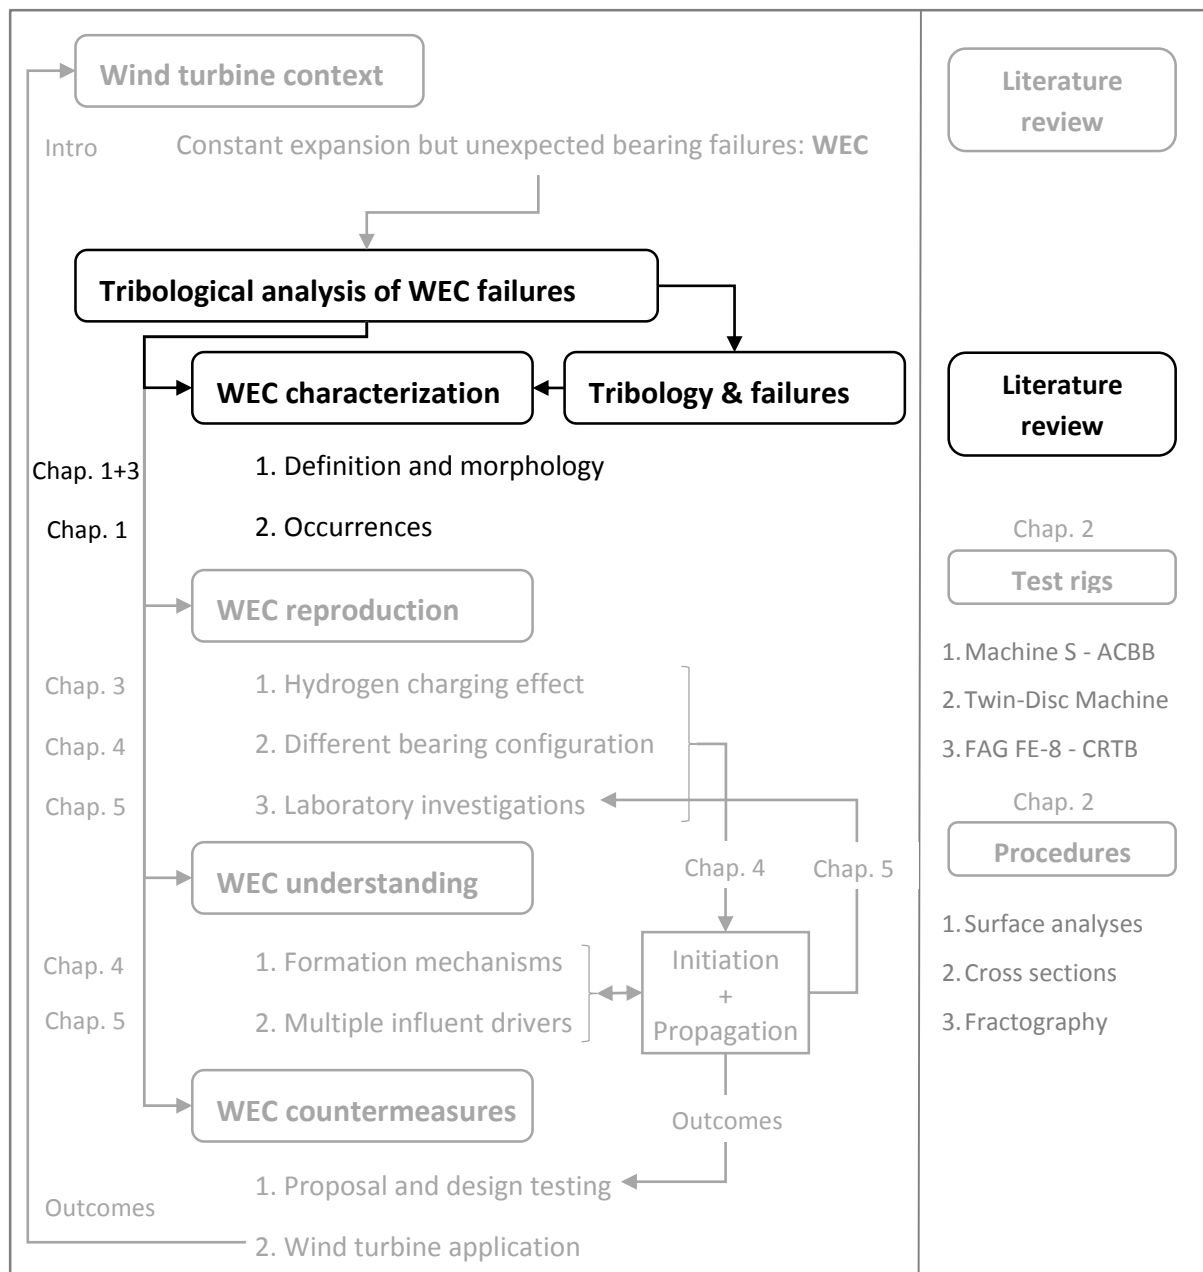 Wind turbine context
Intro
Constant expansion but unexpected bearing failures: WEC
Tribological analysis of WEC failures
WEC characterization
Tribology & failures
Chap. 1+3
1. Definition and morphology
Chap. 1
2. Occurrences
WEC reproduction
Chap. 3
1. Hydrogen charging effect
Chap. 4
2. Different bearing configuration
Chap. 5
3. Laboratory investigations
WEC understanding
Chap. 4
Chap. 5
Chap. 4
1. Formation mechanisms
Chap. 5
2. Multiple influent drivers
Initiation
+
Propagation
WEC countermeasures
Outcomes
1. Proposal and design testing
Outcomes
2. Wind turbine application
Literature
review
Literature
review
Chap. 2
Test rigs
1. Machine S - ACBB
2. Twin-Disc Machine
3. FAG FE-8 - CRTB
Chap. 2
Procedures
1. Surface analyses
2. Cross sections
3. Fractography